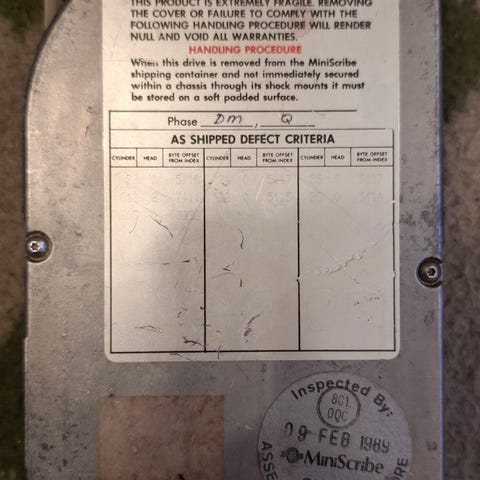 THIS PRODUCT IS EXTREMELY FRAGILE. REMOVING
THE COVER OR FAILURE TO COMPLY WITH THE
FOLLOWING HANDLING PROCEDURE WILL RENDER
NULL AND VOID ALL WARRANTIES.
HANDLING PROCEDURE
When this drive is removed from the MiniScribe
shipping container and not immediately secured
within a chassis through its shock mounts it must
be stored on a soft padded surface.
Phase DM, Q
AS SHIPPED DEFECT CRITERIA
CYLINDER HEAD BYTE OFFSET FROM INDEX CYLINDER HEAD BYTE OFFSET FROM INDEX CYLINDER HEAD BYTE OFFSET FROM INDEX
Inspected By:
8C1
OQC
09 FEB 1989
MiniScribe